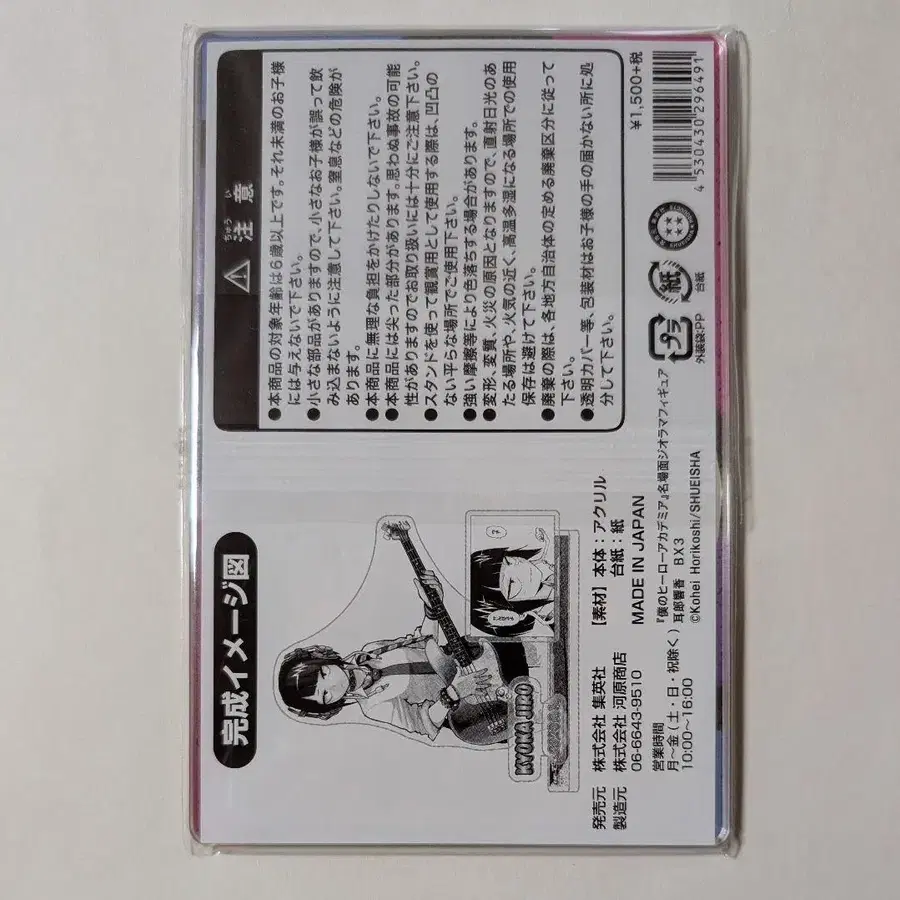 完成イメージ図
KYOKA JIRO
発売元 株式会社 集英社
製造元 株式会社 河原商店
06-6643-9510
営業時間
月〜金(土・日・祝除く)
10:00〜16:00
【素材】本体:アクリル
台紙:紙
MADE IN JAPAN
『僕のヒーローアカデミア』名場面ジオラマフィギュア
耳郎響香 BX3
©Kohei Horikoshi/SHUEISHA
注意
ちゅう い
●本商品の対象年齢は6歳以上です。それ未満のお子様
には与えないで下さい。
●小さな部品がありますので、小さなお子様が誤って飲
み込まないように注意して下さい。窒息などの危険が
あります。
●本商品に無理な負担をかけたりしないで下さい。
●本商品には尖った部分があります。思わぬ事故の可能
性がありますのでお取り扱いには十分にご注意下さい。
●スタンドを使って観賞用として使用する際は、凹凸の
ない平らな場所でご使用下さい。
●強い摩擦等により色落ちする場合があります。
●変形、変質、火災の原因となりますので、直射日光のあ
たる場所や、火気の近く、高温多湿になる場所での使用
保存は避けて下さい。
●廃棄の際は、各地方自治体の定める廃棄区分に従って
下さい。
●透明カバー等、包装材はお子様の手の届かない所に処
分して下さい。
プラ
外装袋:PP
紙
台紙
¥1,500+税
4 530430 296491